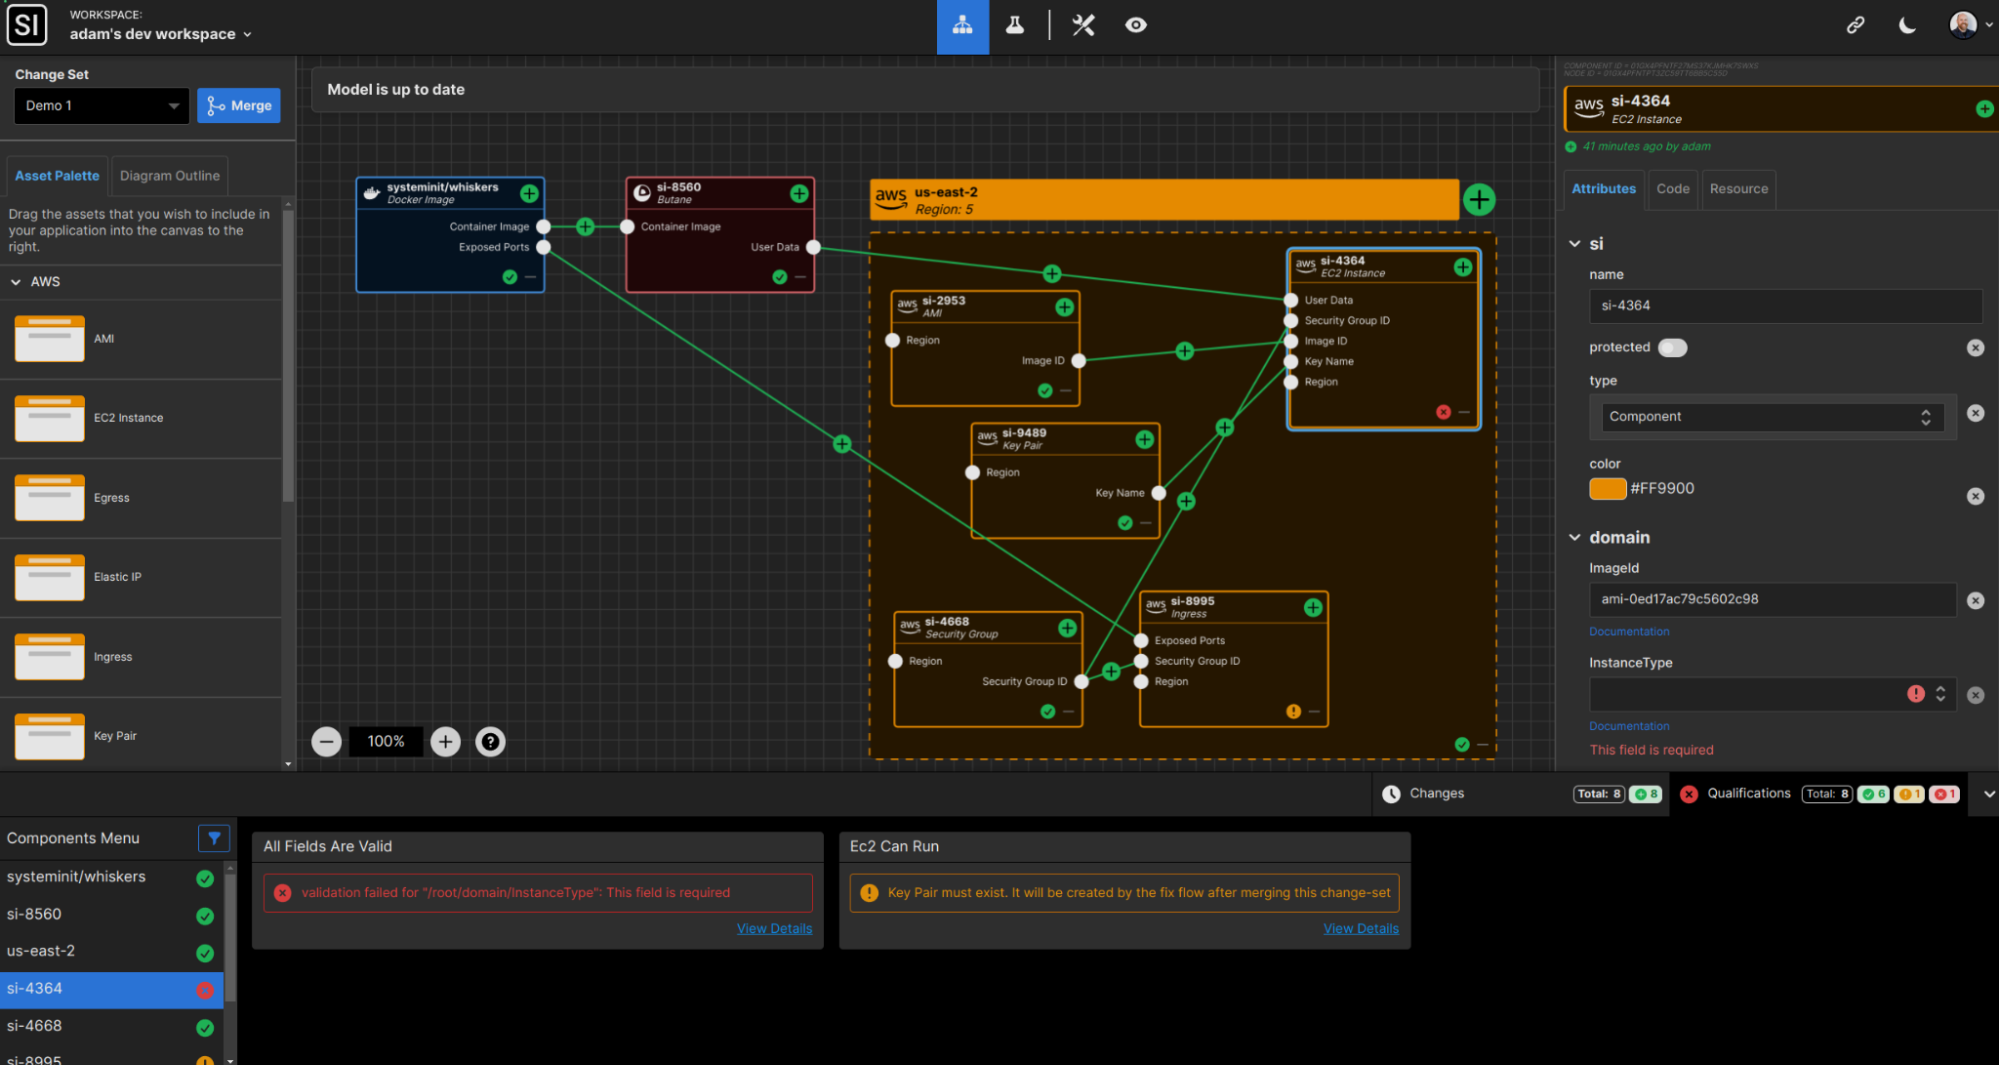 SI
WORKSPACE:
adam's dev workspace
Change Set
Demo 1
Merge
Asset Palette
Diagram Outline
Drag the assets that you wish to include in
your application into the canvas to the
right.
AWS
AMI
EC2 Instance
Egress
Elastic IP
Ingress
Key Pair
Model is up to date
systeminit/whiskers
Docker Image
Container Image
Exposed Ports
si-8560
Butane
Container Image
User Data
aws
us-east-2
Region: 5
aws
si-2953
AMI
Region
Image ID
aws
si-4364
EC2 Instance
User Data
Security Group ID
Image ID
Key Name
Region
aws
si-9489
Key Pair
Region
Key Name
aws
si-4668
Security Group
Region
Security Group ID
aws
si-8995
Ingress
Exposed Ports
Security Group ID
Region
100%
aws
si-4364
EC2 Instance
41 minutes ago by adam
Attributes
Code
Resource
si
name
si-4364
protected
type
Component
color
#FF9900
domain
ImageId
ami-0ed17ac79c5602c98
Documentation
InstanceType
Documentation
This field is required
Changes
Total: 8
8
Qualifications
Total: 8
6
1
1
Components Menu
systeminit/whiskers
si-8560
us-east-2
si-4364
si-4668
si-8995
All Fields Are Valid
validation failed for "/root/domain/InstanceType": This field is required
View Details
Ec2 Can Run
Key Pair must exist. It will be created by the fix flow after merging this change-set
View Details